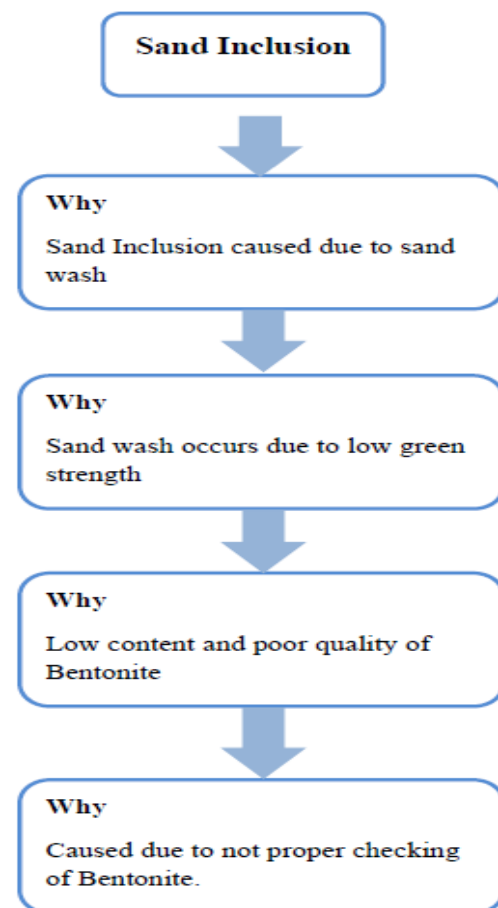 Sand Inclusion
Why
Sand Inclusion caused due to sand
wash
Why
Sand wash occurs due to low green
strength
Why
Low content and poor quality of
Bentonite
Why
Caused due to not proper checking
of Bentonite.